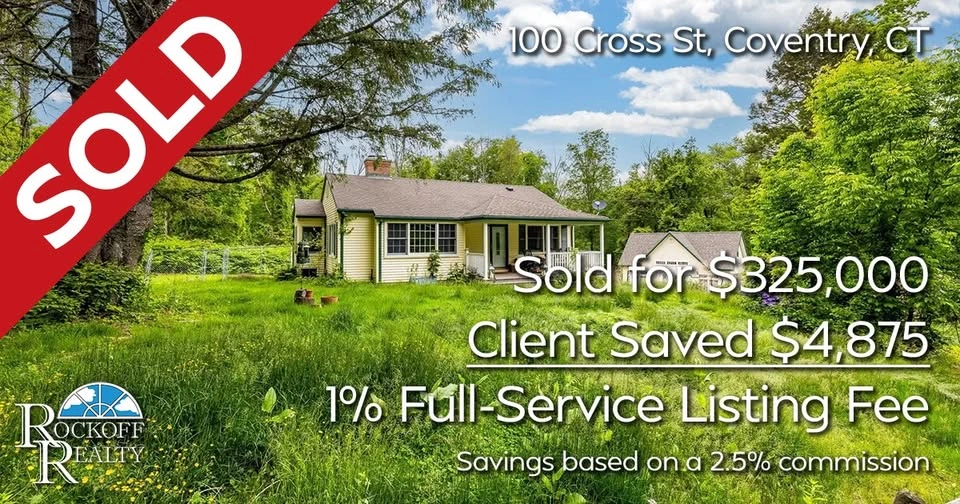 SOLD
100 Cross St, Coventry, CT
Sold for $325,000
Client Saved $4,875
1% Full-Service Listing Fee
Savings based on a 2.5% commission
ROCKOFF
REALTY